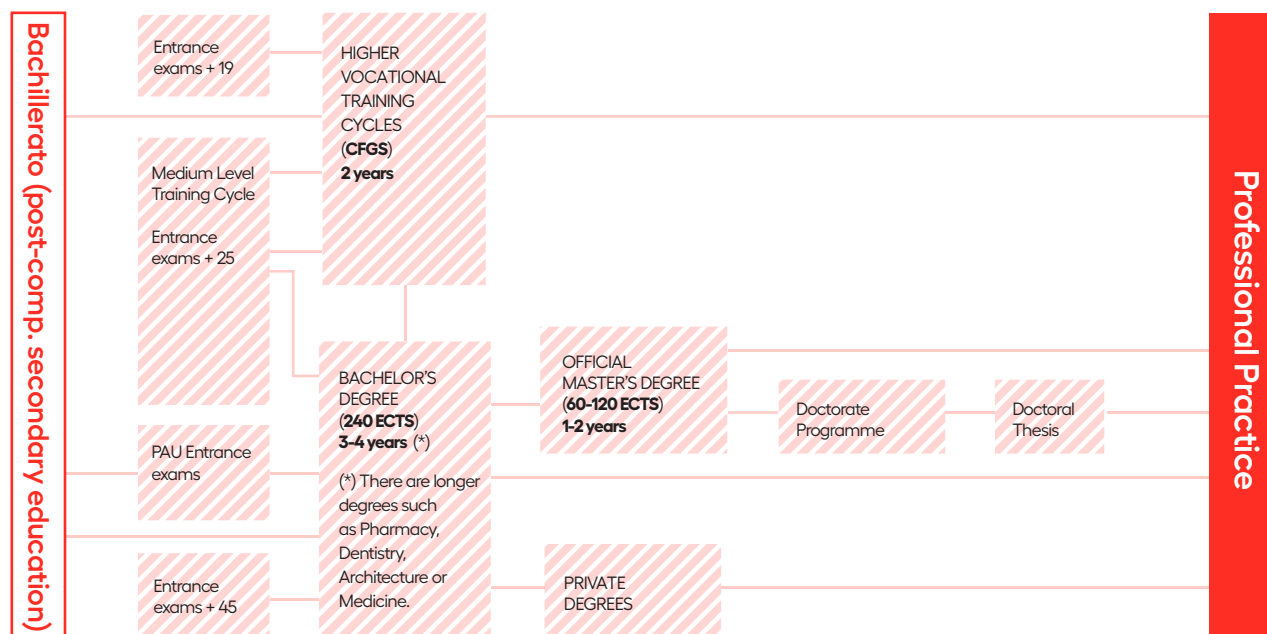 Bachillerato (post-comp. secondary education)
Entrance
exams + 19
Medium Level
Training Cycle
Entrance
exams + 25
PAU Entrance
exams
Entrance
exams + 45
HIGHER
VOCATIONAL
TRAINING
CYCLES
(CFGS)
2 years
BACHELOR'S
DEGREE
(240 ECTS)
3-4 years (*)
(*) There are longer
degrees such
as Pharmacy,
Dentistry,
Architecture or
Medicine.
OFFICIAL
MASTER'S DEGREE
(60-120 ECTS)
1-2 years
PRIVATE
DEGREES
Doctorate
Programme
Doctoral
Thesis
Professional Practice